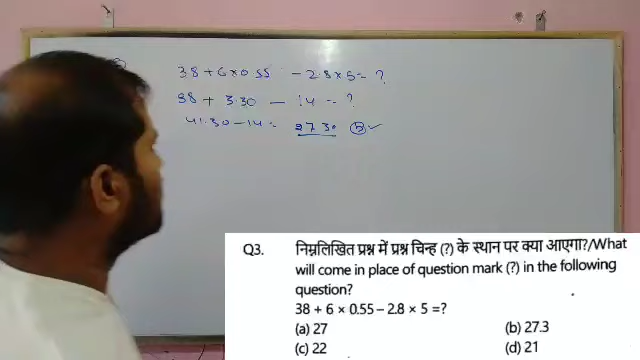 38 + 6 × 0.55 - 2.8 × 5 = ?
38 + 3.30 - 14 = ?
41.30 - 14 = 27.30 (b) ✓
Q3. निम्नलिखित प्रश्न में प्रश्न चिन्ह (?) के स्थान पर क्या आएगा?/What
will come in place of question mark (?) in the following
question?
38 + 6 × 0.55 – 2.8 × 5 =?
(a) 27 (b) 27.3
(c) 22 (d) 21